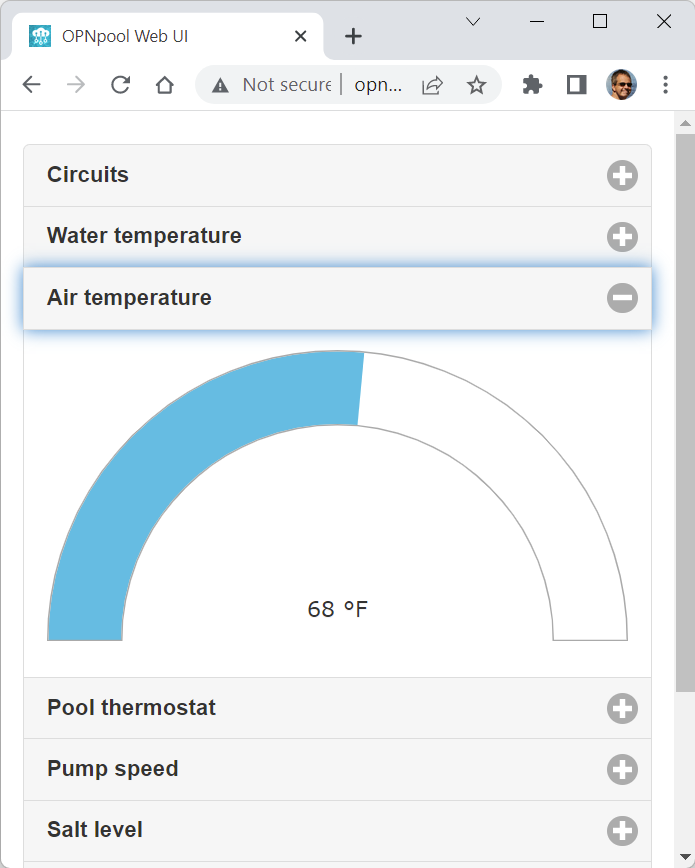 OPNpool Web UI
Not secure opn...
Circuits
Water temperature
Air temperature
68 °F
Pool thermostat
Pump speed
Salt level